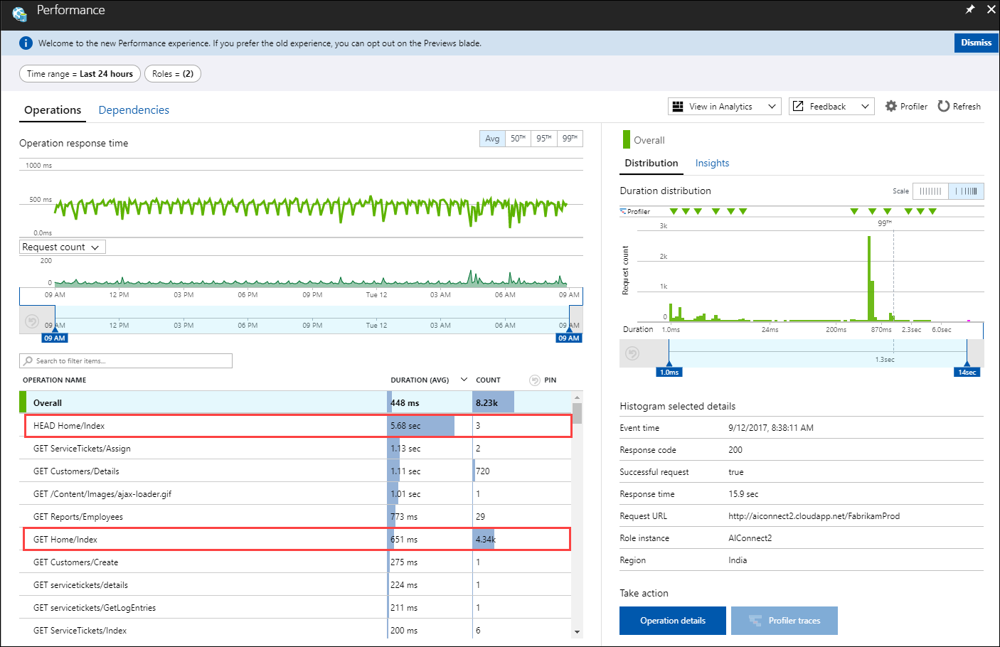 Performance
Welcome to the new Performance experience. If you prefer the old experience, you can opt out on the Previews blade.
Dismiss
Time range = Last 24 hours
Roles = (2)
Operations
Dependencies
View in Analytics
Feedback
Profiler
Refresh
Operation response time
Avg
50TH
95TH
99TH
1000 ms
500 ms
0.0ms
Request count
200
0
09 AM 12 PM 03 PM 06 PM 09 PM Tue 12 03 AM 06 AM 09 AM
09 AM 12 PM 03 PM 06 PM 09 PM Tue 12 03 AM 06 AM 09 AM
09 AM
09 AM
Search to filter items...
OPERATION NAME DURATION (AVG) COUNT PIN
Overall 448 ms 8.23k
HEAD Home/Index 5.68 sec 3
GET ServiceTickets/Assign 1.13 sec 2
GET Customers/Details 1.11 sec 720
GET /Content/Images/ajax-loader.gif 1.01 sec 1
GET Reports/Employees 773 ms 29
GET Home/Index 651 ms 4.34k
GET Customers/Create 275 ms 1
GET servicetickets/details 224 ms 1
GET servicetickets/GetLogEntries 211 ms 1
GET ServiceTickets/Index 200 ms 6
Overall
Distribution
Insights
Duration distribution
Scale
Profiler
99TH
3k
2k
1k
0
Request count
Duration 1.0ms 24ms 200ms 870ms 2.3sec 6.0sec
1.3sec
1.0ms
14sec
Histogram selected details
Event time 9/12/2017, 8:38:11 AM
Response code 200
Successful request true
Response time 15.9 sec
Request URL http://aiconnect2.cloudapp.net/FabrikamProd
Role instance AIConnect2
Region India
Take action
Operation details
Profiler traces